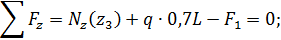 ∑ F_z = N_z(z_3) + q · 0,7L − F_1 = 0;